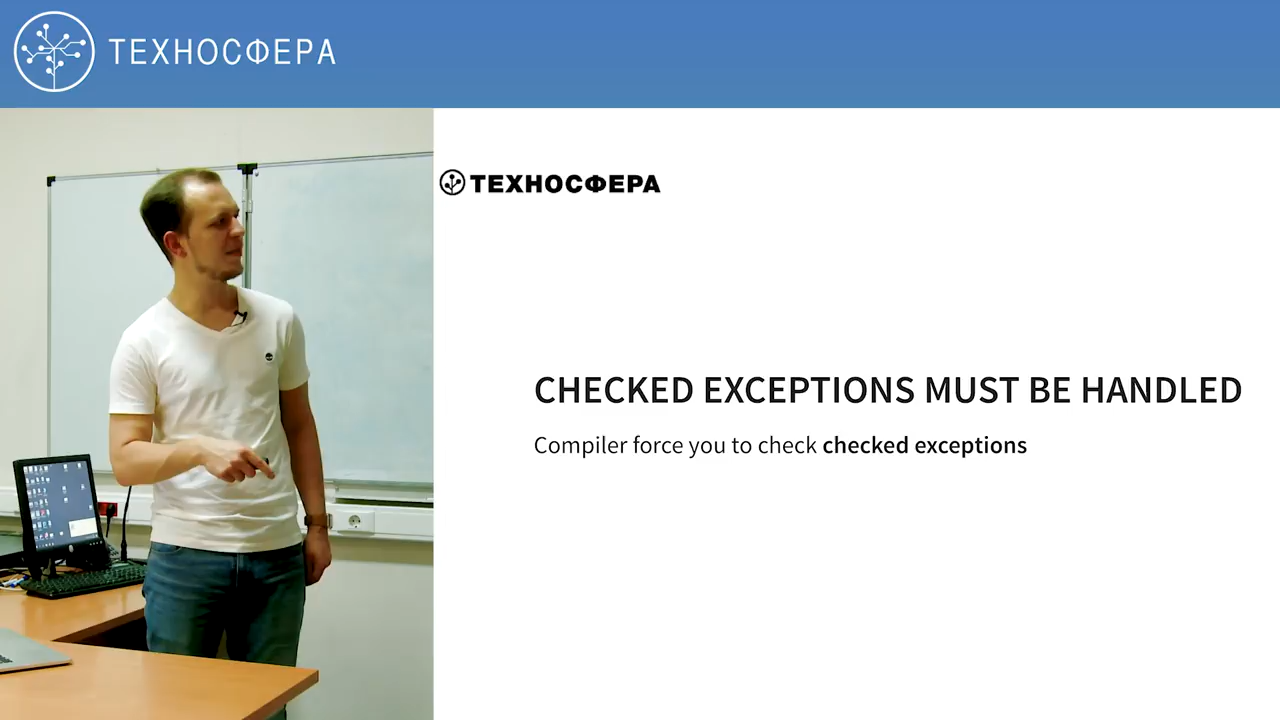 ТЕХНОСФЕРА
ТЕХНОСФЕРА
CHECKED EXCEPTIONS MUST BE HANDLED
Compiler force you to check checked exceptions